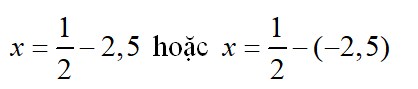 x = 1/2 − 2,5 hoặc x = 1/2 − (−2,5)